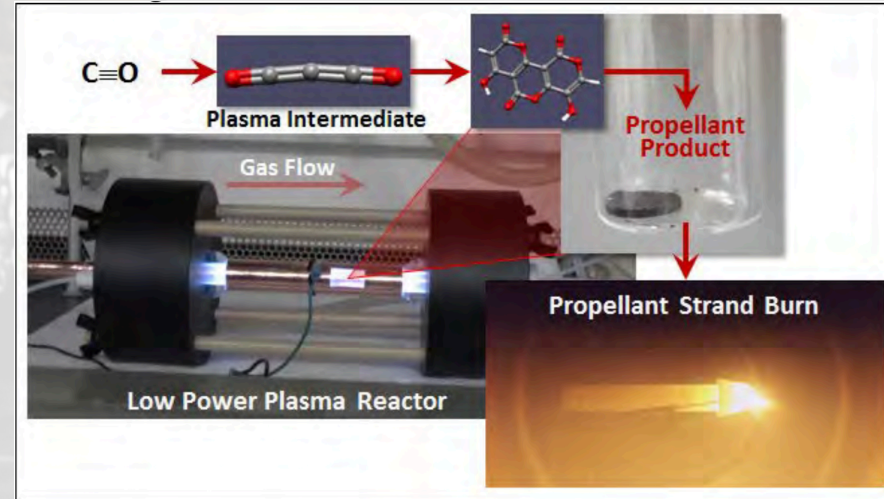 C≡O
Plasma Intermediate
Propellant
Product
Gas Flow
Low Power Plasma Reactor
Propellant Strand Burn